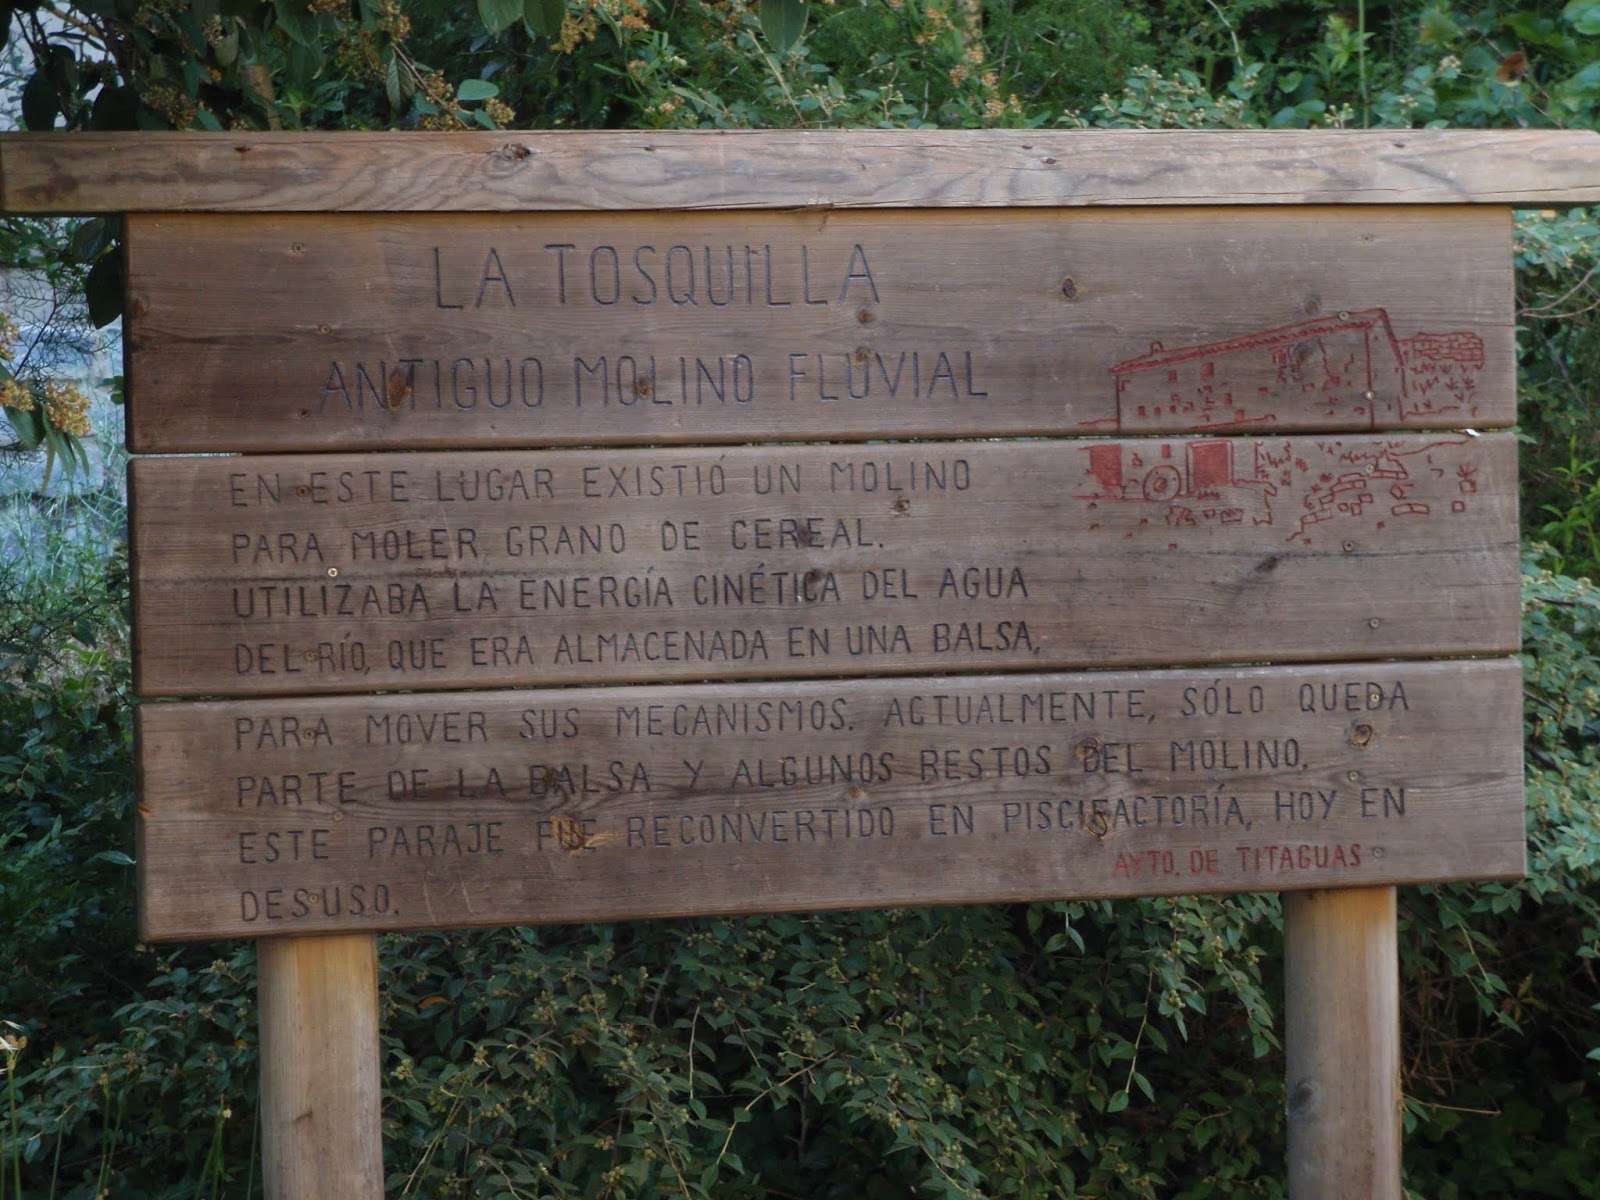 LA TOSQUILLA
ANTIGUO MOLINO FLUVIAL
EN ESTE LUGAR EXISTIÓ UN MOLINO
PARA MOLER GRANO DE CEREAL.
UTILIZABA LA ENERGÍA CINÉTICA DEL AGUA
DEL RÍO, QUE ERA ALMACENADA EN UNA BALSA,
PARA MOVER SUS MECANISMOS. ACTUALMENTE, SÓLO QUEDA
PARTE DE LA BALSA Y ALGUNOS RESTOS DEL MOLINO.
ESTE PARAJE FUE RECONVERTIDO EN PISCIFACTORÍA, HOY EN
DESUSO.
AYTO. DE TITAGUAS